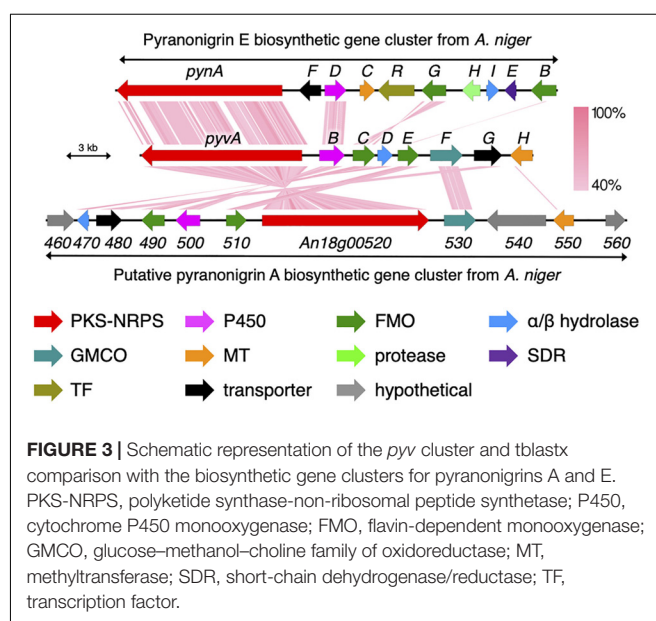 Pyranonigrin E biosynthetic gene cluster from A. niger
pynA F D C R G H I E B
100%
40%
3 kb
pyvA B C D E F G H
460 470 480 490 500 510 An18g00520 530 540 550 560
Putative pyranonigrin A biosynthetic gene cluster from A. niger
PKS-NRPS P450 FMO α/β hydrolase
GMCO MT protease SDR
TF transporter hypothetical
FIGURE 3 | Schematic representation of the pyv cluster and tblastx
comparison with the biosynthetic gene clusters for pyranonigrins A and E.
PKS-NRPS, polyketide synthase-non-ribosomal peptide synthetase; P450,
cytochrome P450 monooxygenase; FMO, flavin-dependent monooxygenase;
GMCO, glucose–methanol–choline family of oxidoreductase; MT,
methyltransferase; SDR, short-chain dehydrogenase/reductase; TF,
transcription factor.